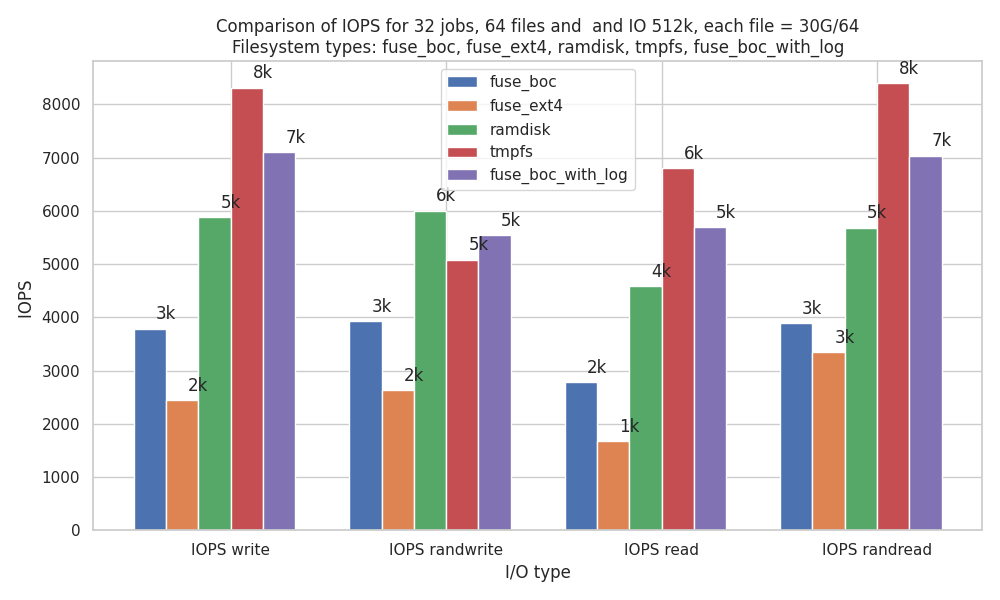 Comparison of IOPS for 32 jobs, 64 files and  and IO 512k, each file = 30G/64
Filesystem types: fuse_boc, fuse_ext4, ramdisk, tmpfs, fuse_boc_with_log
IOPS
8000
7000
6000
5000
4000
3000
2000
1000
0
fuse_boc
fuse_ext4
ramdisk
tmpfs
fuse_boc_with_log
3k
2k
5k
8k
7k
3k
2k
6k
5k
5k
2k
1k
4k
6k
5k
3k
3k
5k
8k
7k
IOPS write
IOPS randwrite
IOPS read
IOPS randread
I/O type